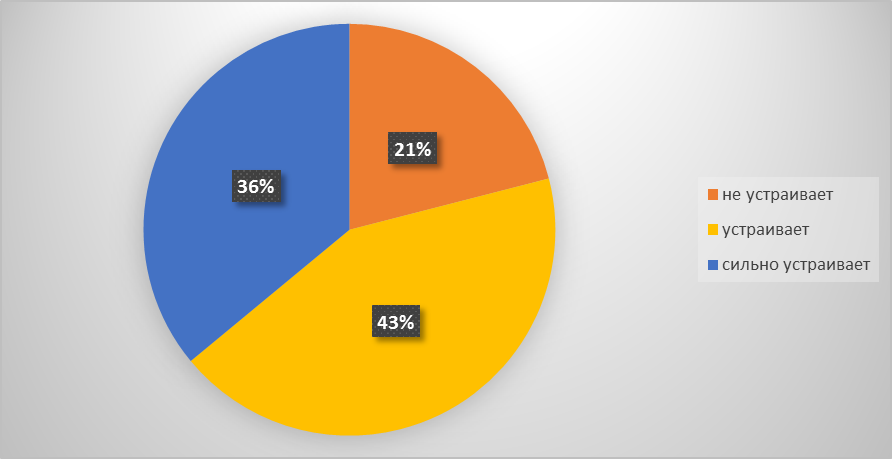 21%
36%
43%
не устраивает
устраивает
сильно устраивает